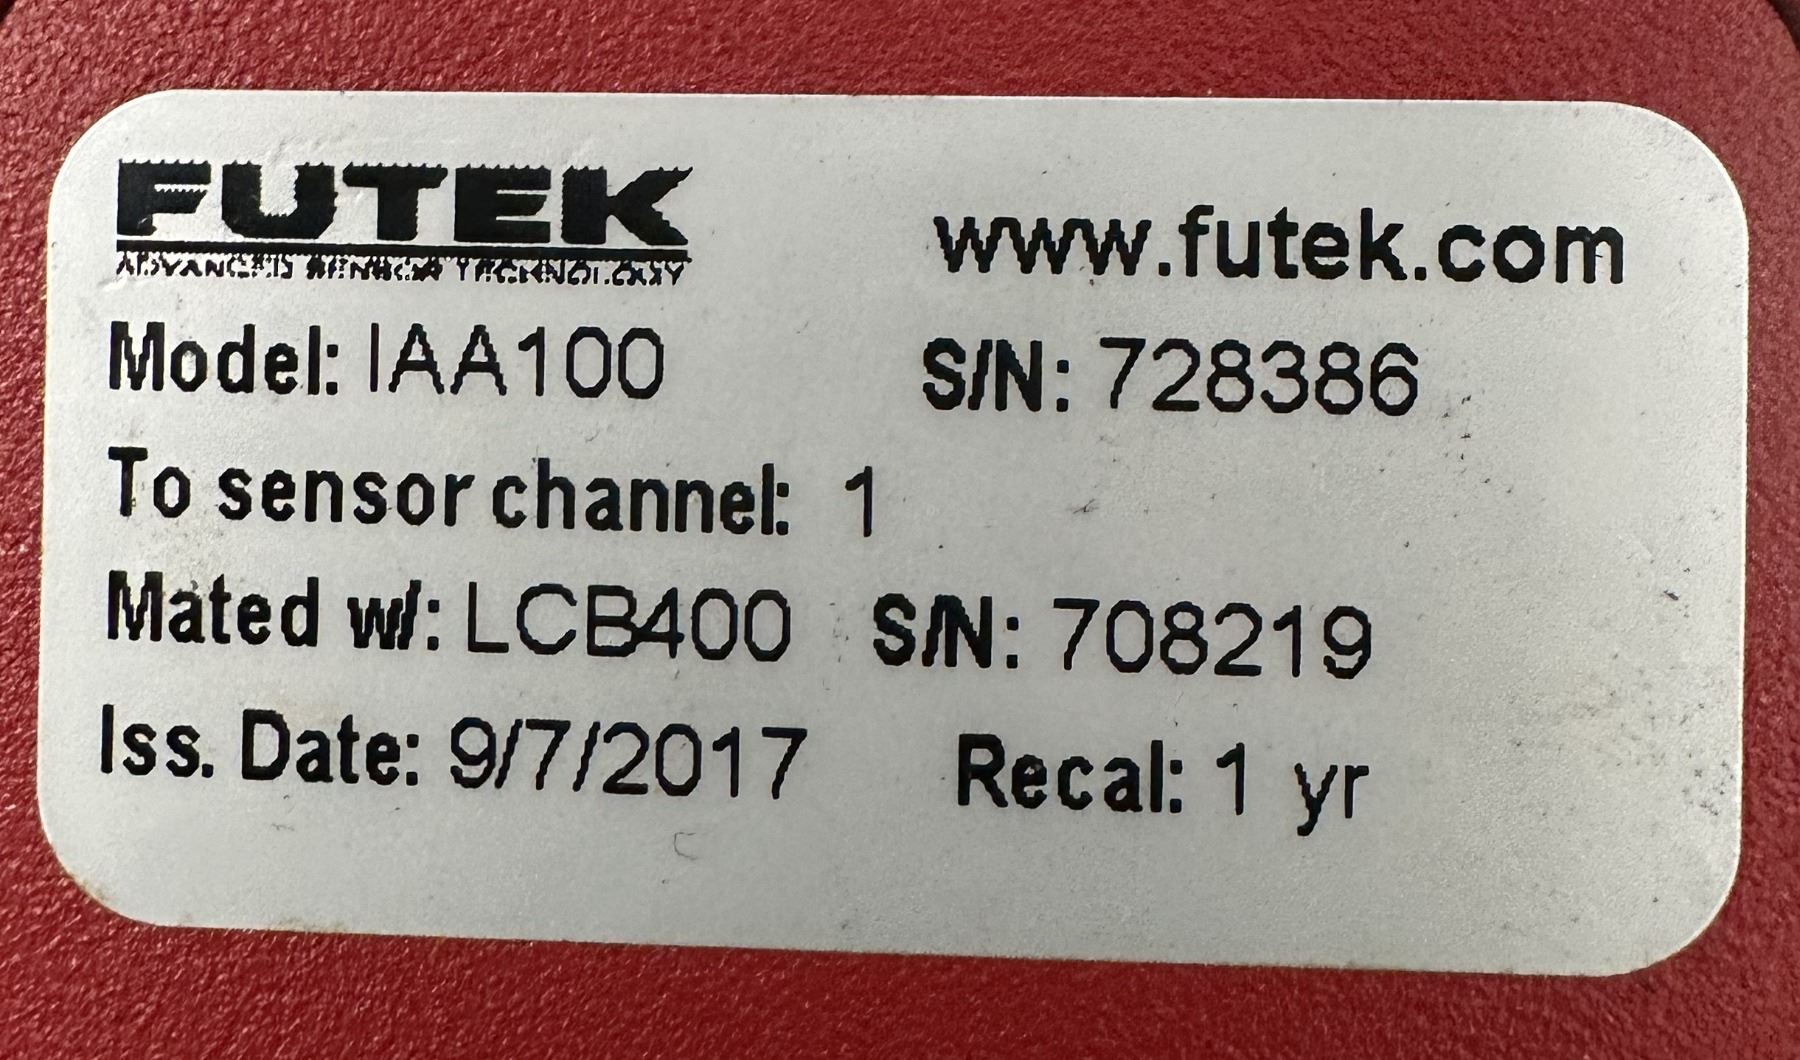 FUTEK
ADVANCED SENSOR TECHNOLOGY
www.futek.com
Model: IAA100 S/N: 728386
To sensor channel: 1
Mated w/: LCB400 S/N: 708219
Iss. Date: 9/7/2017 Recal: 1 yr